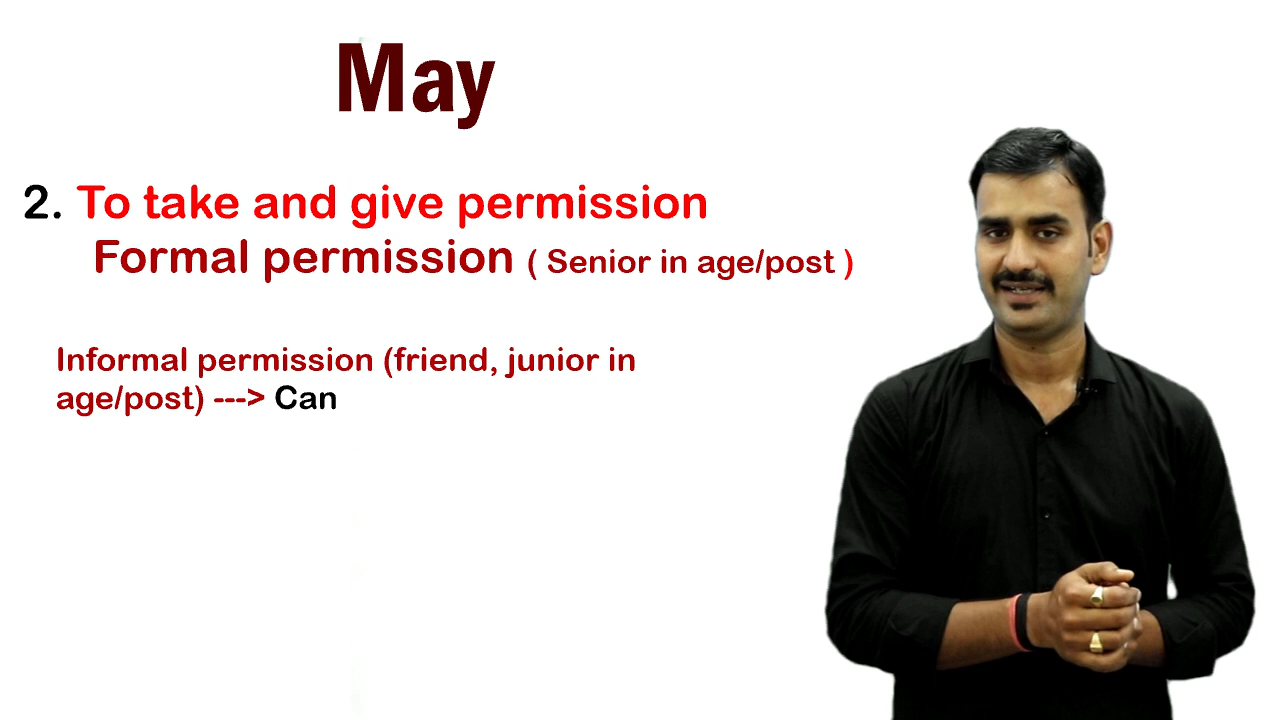 May
2. To take and give permission
Formal permission ( Senior in age/post )
Informal permission (friend, junior in
age/post) ---> Can